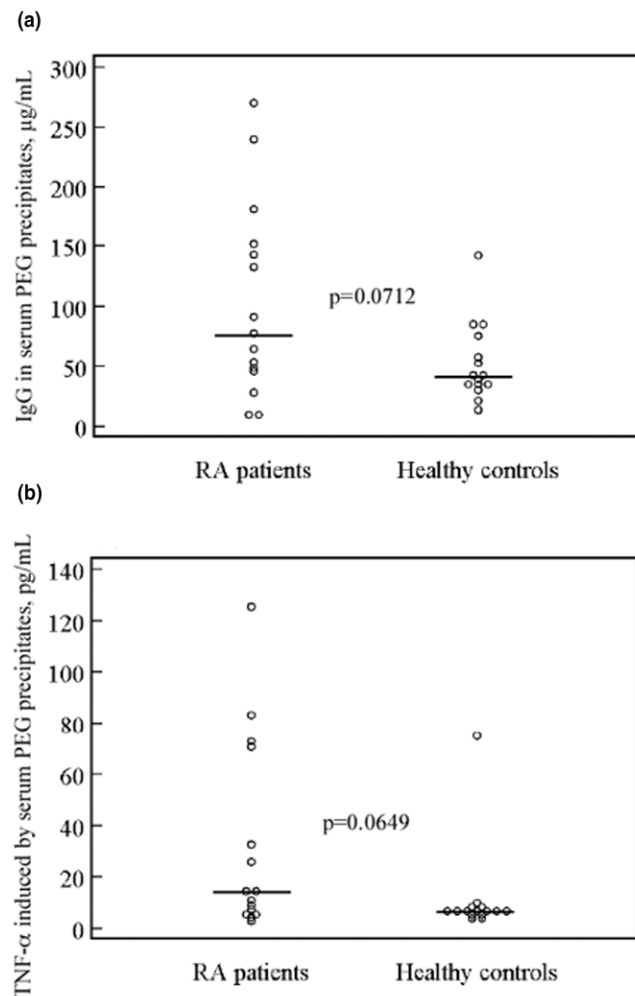 (a)
IgG in serum PEG precipitates, µg/mL
300
250
200
150
100
50
0
p=0.0712
RA patients
Healthy controls
(b)
TNF-α induced by serum PEG precipitates, pg/mL
140
120
100
80
60
40
20
0
p=0.0649
RA patients
Healthy controls